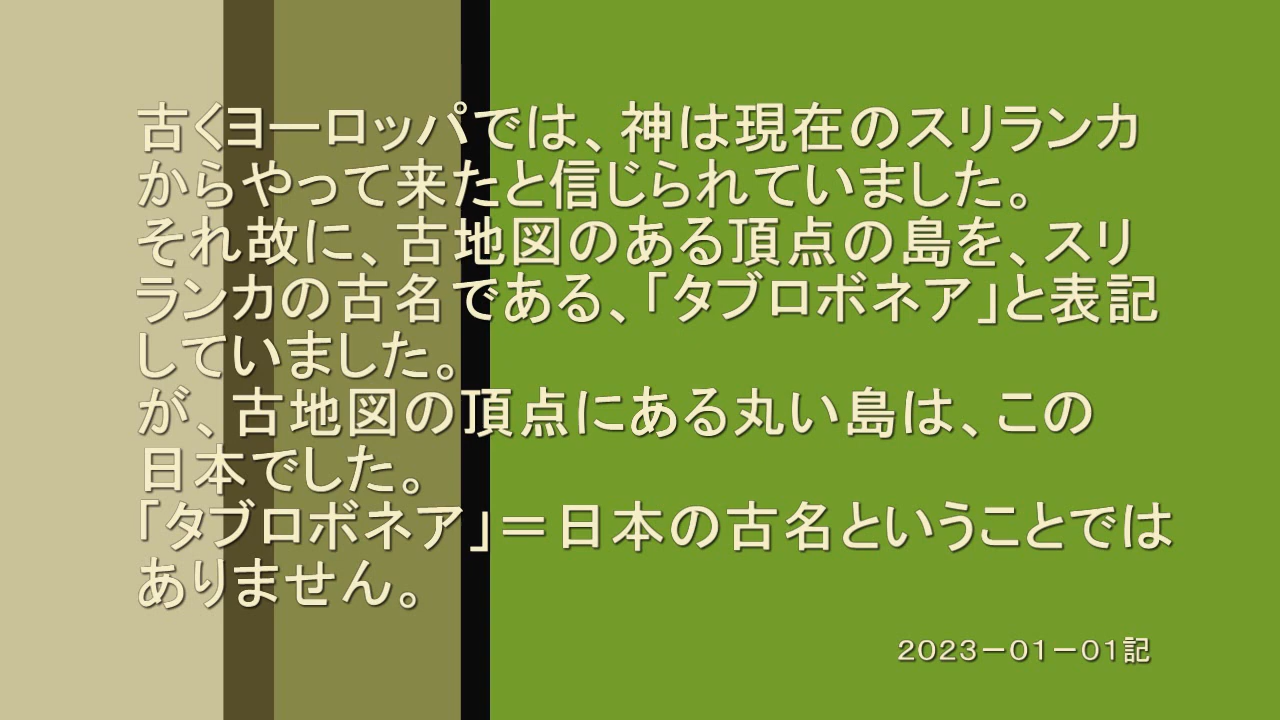 古くヨーロッパでは、神は現在のスリランカ
からやって来たと信じられていました。
それ故に、古地図のある頂点の島を、スリ
ランカの古名である、｢タブロボネア｣と表記
していました。
が、古地図の頂点にある丸い島は、この
日本でした。
｢タブロボネア｣＝日本の古名ということでは
ありません。
２０２３－０１－０１記